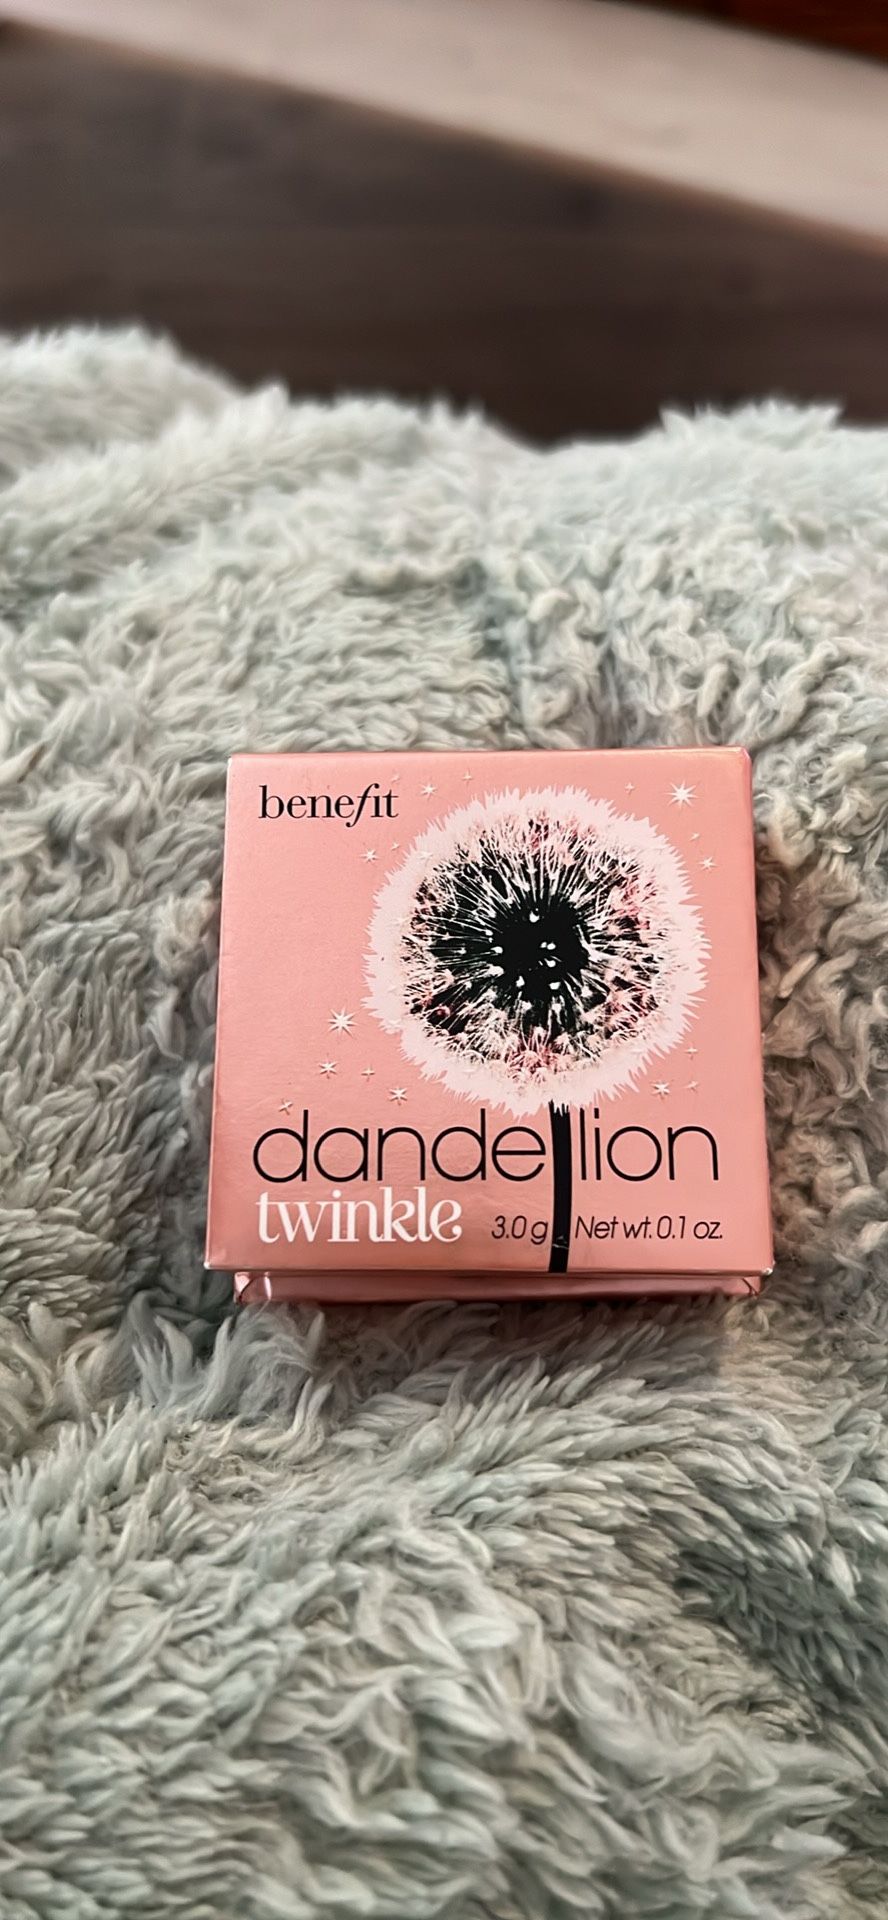 benefit
dandelion
twinkle
3.0 g Net wt. 0.1 oz.